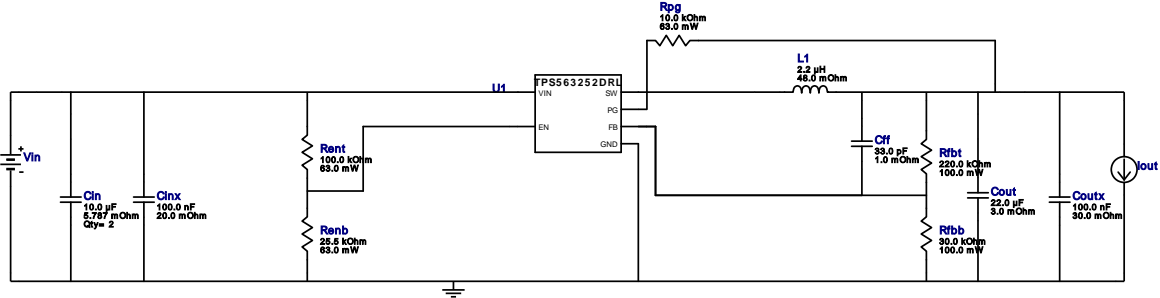 Rpg
10.0 kOhm
63.0 mW
L1
2.2 µH
48.0 mOhm
U1
TPS563252DRL
VIN
SW
PG
EN
FB
GND
+
Vin
-
Cin
10.0 µF
5.787 mOhm
Qty= 2
Cinx
100.0 nF
20.0 mOhm
Rent
100.0 kOhm
63.0 mW
Renb
25.5 kOhm
63.0 mW
Cff
33.0 pF
1.0 mOhm
Rfbt
220.0 kOhm
100.0 mW
Rfbb
30.0 kOhm
100.0 mW
Cout
22.0 µF
3.0 mOhm
Coutx
100.0 nF
30.0 mOhm
Iout